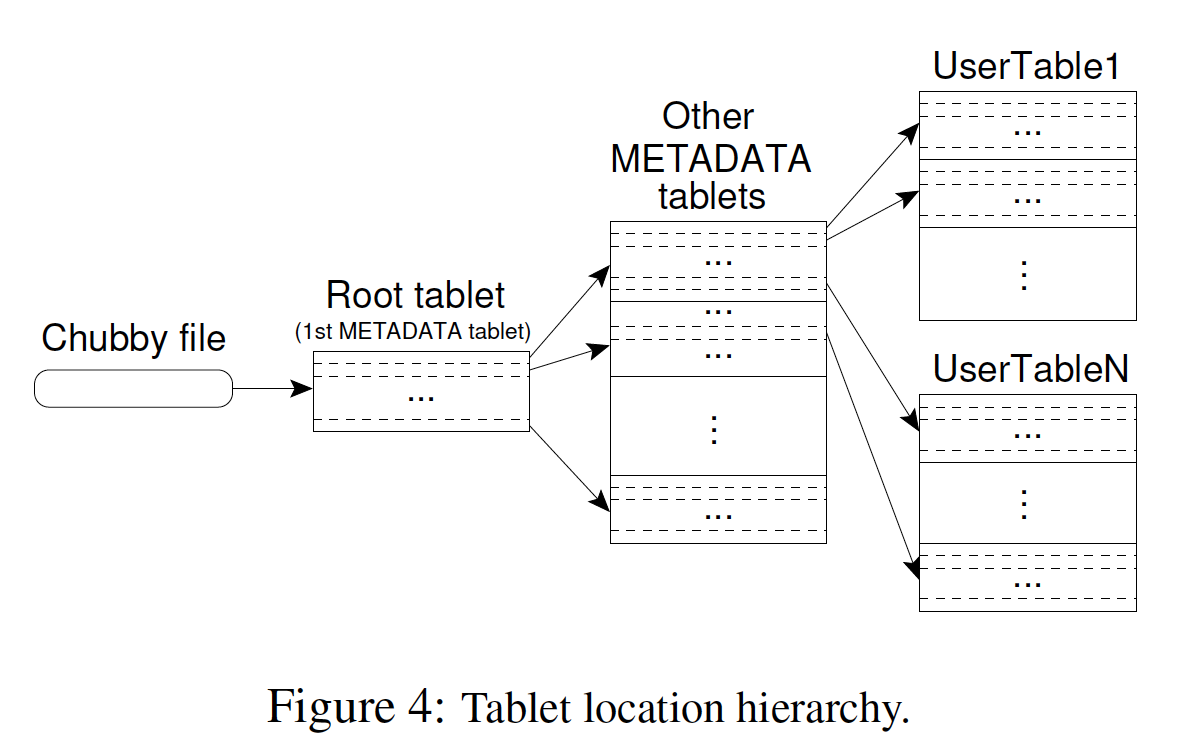 Chubby file
Root tablet
(1st METADATA tablet)
...
Other
METADATA
tablets
...
...
...
⋮
...
UserTable1
...
...
⋮
UserTableN
...
⋮
...
Figure 4: Tablet location hierarchy.